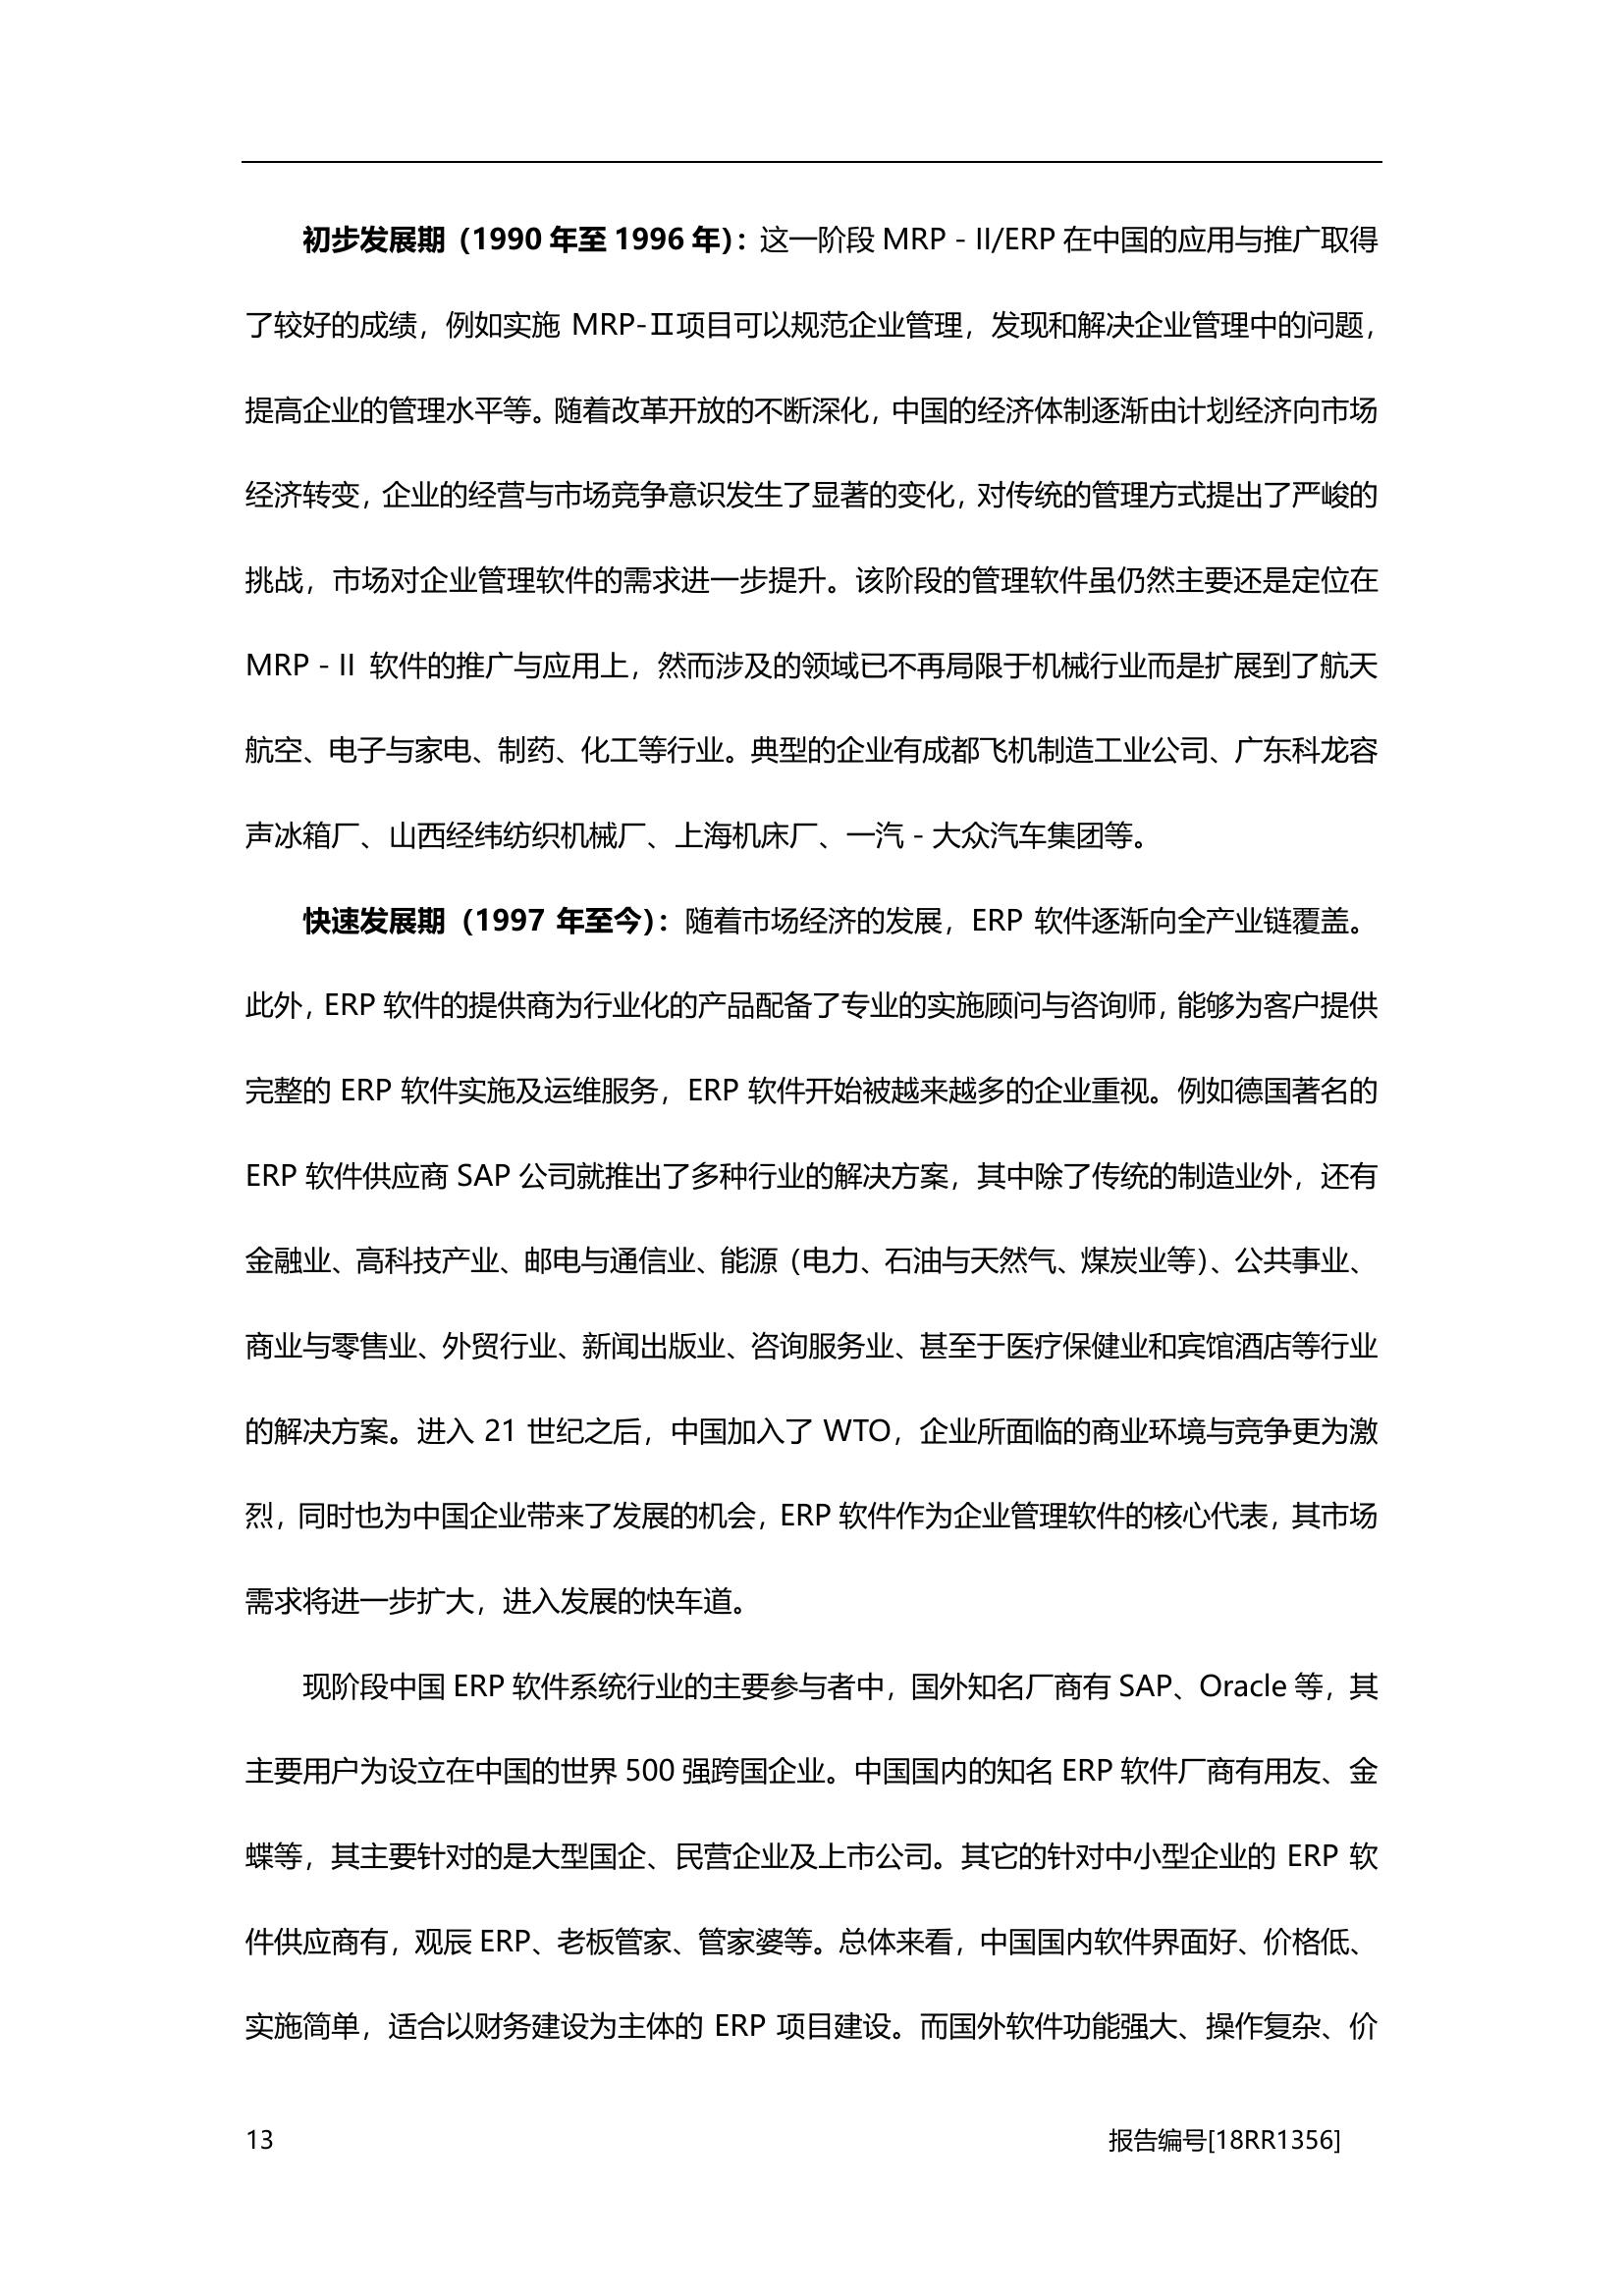 初步发展期（1990 年至 1996 年）：这一阶段 MRP - II/ERP 在中国的应用与推广取得
了较好的成绩，例如实施 MRP-Ⅱ项目可以规范企业管理，发现和解决企业管理中的问题，
提高企业的管理水平等。随着改革开放的不断深化，中国的经济体制逐渐由计划经济向市场
经济转变，企业的经营与市场竞争意识发生了显著的变化，对传统的管理方式提出了严峻的
挑战，市场对企业管理软件的需求进一步提升。该阶段的管理软件虽仍然主要还是定位在
MRP - II 软件的推广与应用上，然而涉及的领域已不再局限于机械行业而是扩展到了航天
航空、电子与家电、制药、化工等行业。典型的企业有成都飞机制造工业公司、广东科龙容
声冰箱厂、山西经纬纺织机械厂、上海机床厂、一汽 - 大众汽车集团等。
快速发展期（1997 年至今）：随着市场经济的发展，ERP 软件逐渐向全产业链覆盖。
此外，ERP 软件的提供商为行业化的产品配备了专业的实施顾问与咨询师，能够为客户提供
完整的 ERP 软件实施及运维服务，ERP 软件开始被越来越多的企业重视。例如德国著名的
ERP 软件供应商 SAP 公司就推出了多种行业的解决方案，其中除了传统的制造业外，还有
金融业、高科技产业、邮电与通信业、能源（电力、石油与天然气、煤炭业等）、公共事业、
商业与零售业、外贸行业、新闻出版业、咨询服务业、甚至于医疗保健业和宾馆酒店等行业
的解决方案。进入 21 世纪之后，中国加入了 WTO，企业所面临的商业环境与竞争更为激
烈，同时也为中国企业带来了发展的机会，ERP 软件作为企业管理软件的核心代表，其市场
需求将进一步扩大，进入发展的快车道。
现阶段中国 ERP 软件系统行业的主要参与者中，国外知名厂商有 SAP、Oracle 等，其
主要用户为设立在中国的世界 500 强跨国企业。中国国内的知名 ERP 软件厂商有用友、金
蝶等，其主要针对的是大型国企、民营企业及上市公司。其它的针对中小型企业的 ERP 软
件供应商有，观辰 ERP、老板管家、管家婆等。总体来看，中国国内软件界面好、价格低、
实施简单，适合以财务建设为主体的 ERP 项目建设。而国外软件功能强大、操作复杂、价
13 报告编号[18RR1356]